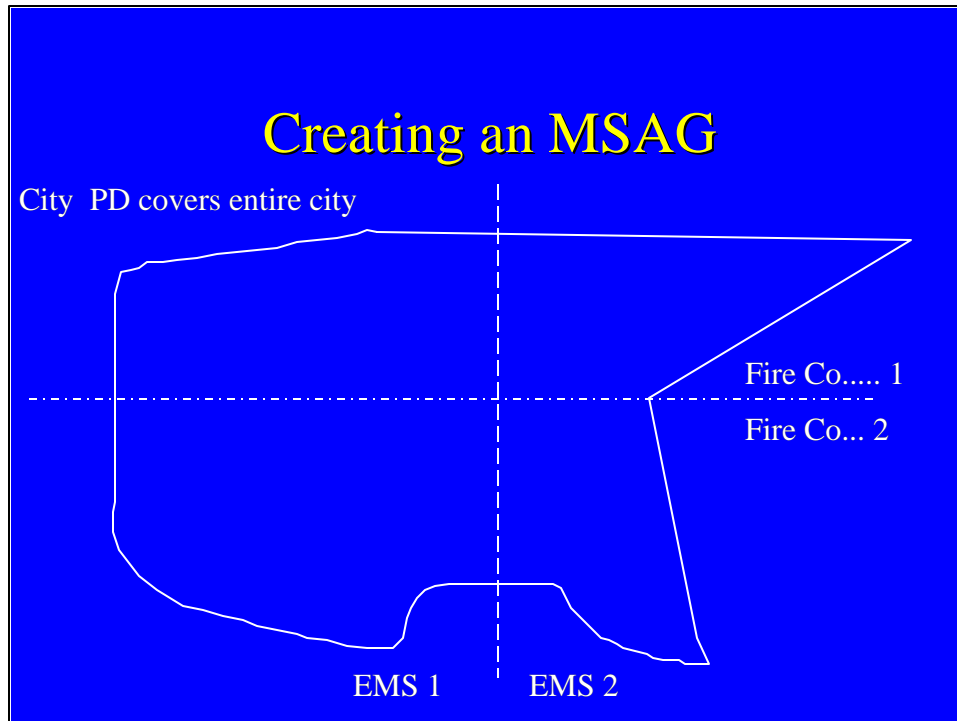 Creating an MSAG
City PD covers entire city
Fire Co..... 1
Fire Co... 2
EMS 1
EMS 2